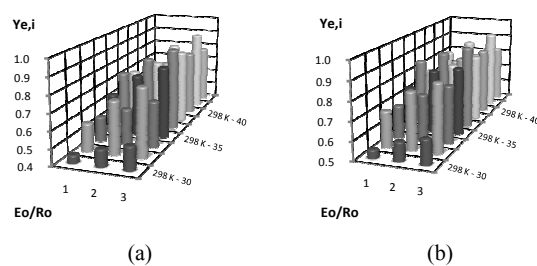 Ye,i
1.0
0.9
0.8
0.7
0.6
0.5
0.4
1 2 3
298 K - 30
298 K - 35
298 K - 40
Eo/Ro
(a)
Ye,i
1.0
0.9
0.8
0.7
0.6
0.5
1 2 3
298 K - 30
298 K - 35
298 K - 40
Eo/Ro
(b)